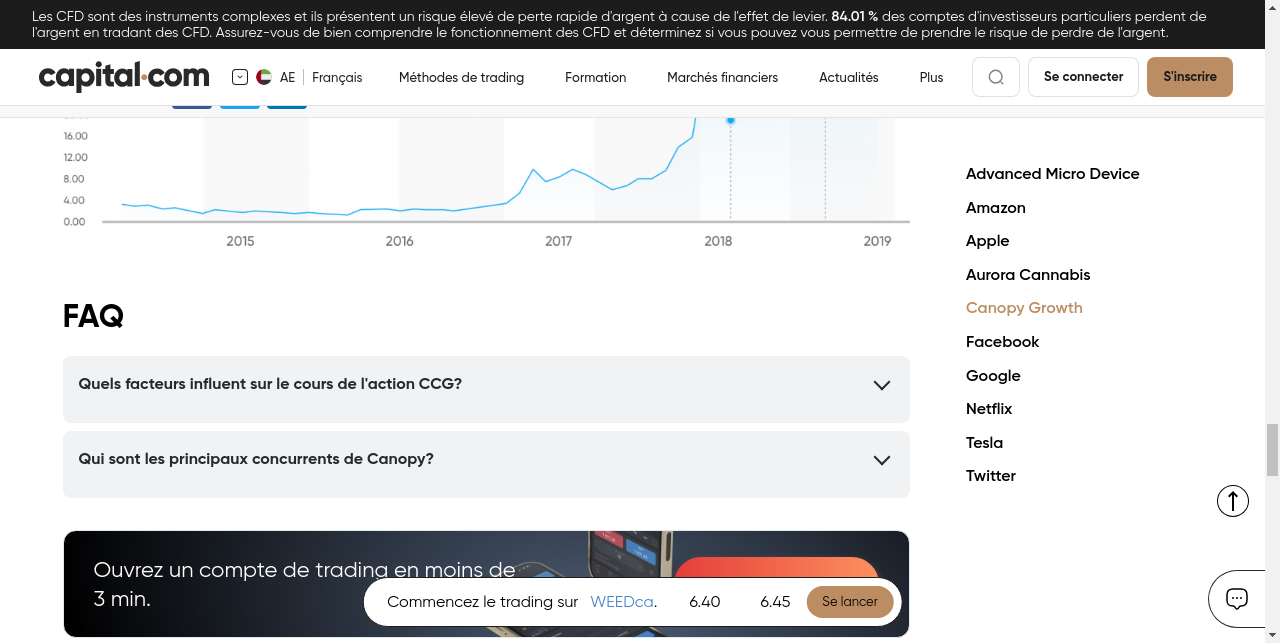 Les CFD sont des instruments complexes et ils présentent un risque élevé de perte rapide d'argent à cause de l'effet de levier. 84.01 % des comptes d'investisseurs particuliers perdent de
l'argent en tradant des CFD. Assurez-vous de bien comprendre le fonctionnement des CFD et déterminez si vous pouvez vous permettre de prendre le risque de perdre de l'argent.
capital.com AE Français Méthodes de trading Formation Marchés financiers Actualités Plus Se connecter S'inscrire
16.00
12.00
8.00
4.00
0.00
2015 2016 2017 2018 2019
Advanced Micro Device
Amazon
Apple
Aurora Cannabis
Canopy Growth
Facebook
Google
Netflix
Tesla
Twitter
FAQ
Quels facteurs influent sur le cours de l'action CCG?
Qui sont les principaux concurrents de Canopy?
Ouvrez un compte de trading en moins de
3 min.
Commencez le trading sur WEEDca. 6.40 6.45 Se lancer